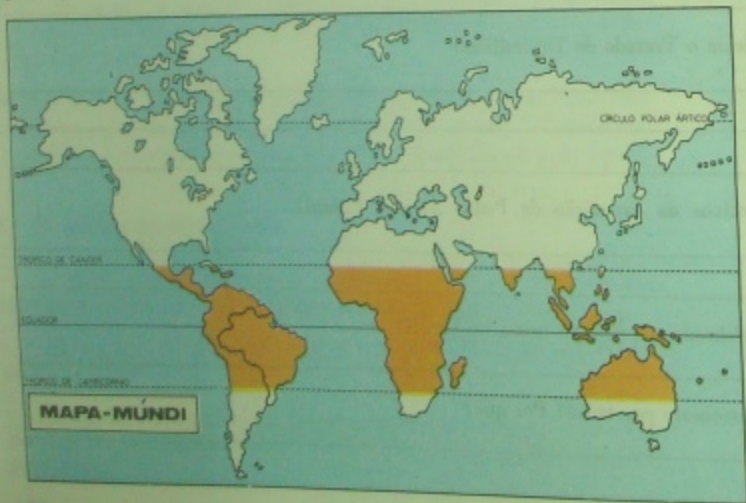 CÍRCULO POLAR ÁRTICO
TRÓPICO DE CÂNCER
EQUADOR
TRÓPICO DE CAPRICÓRNIO
MAPA-MÚNDI